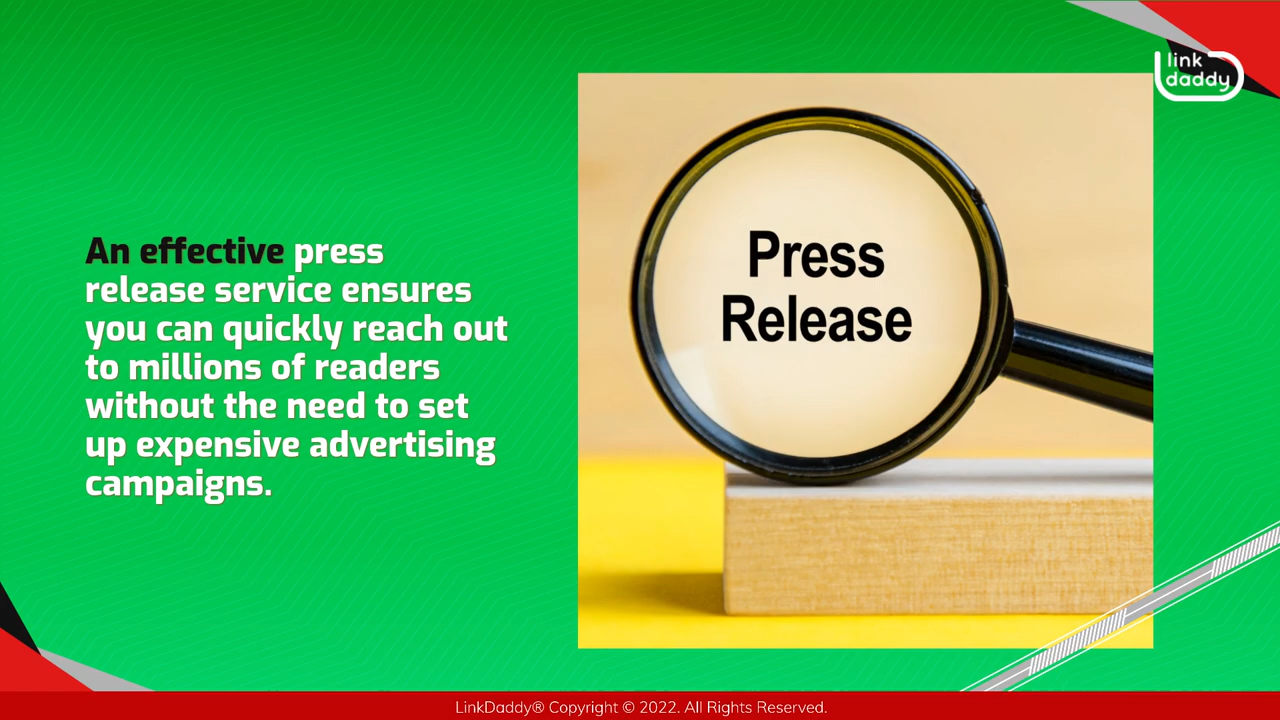 link
daddy
An effective press
release service ensures
you can quickly reach out
to millions of readers
without the need to set
up expensive advertising
campaigns.
Press
Release
LinkDaddy® Copyright © 2022. All Rights Reserved.